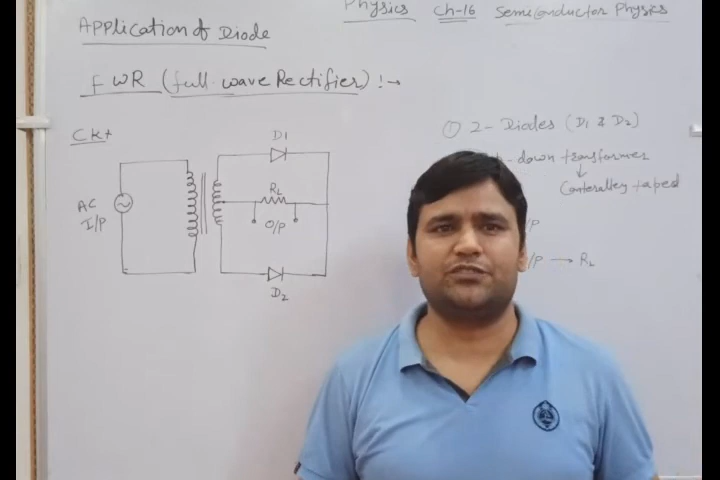 Physics Ch-16 Semiconductor Physics
Application of Diode
FWR (full wave Rectifier) :→
Ckt
AC
I/P
D1
RL
O/P
D2
① 2- Diodes (D1 & D2)
-down transformer
↓
Centeralley taped
/P
/P → RL